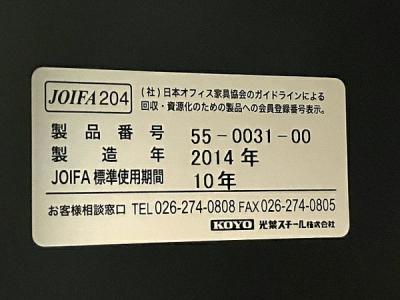 JOIFA204
(社)日本オフィス家具協会のガイドラインによる
回収・資源化のための製品への会員登録番号表示。
製品番号 55-0031-00
製造年 2014年
JOIFA標準使用期間 10年
お客様相談窓口 TEL026-274-0808 FAX026-274-0805
KOYO 光葉スチール株式会社